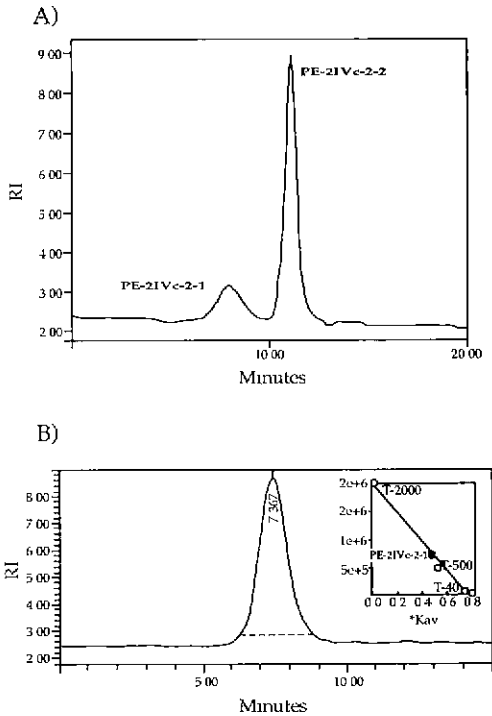 A)
9 00
8 00
7 00
6 00
5 00
4 00
3 00
2 00
RI
PE-2IVc-2-2
PE-2IVc-2-1
10 00
20 00
Minutes
B)
8 00
7 00
6 00
5 00
4 00
3 00
2 00
RI
7 367
5 00
10 00
Minutes
2e+6
2e+6
1e+6
5e+5
T-2000
PE-2IVc-2-1
T-500
T-40
0 0
0 2
0 4
0 6
0 8
*Kav